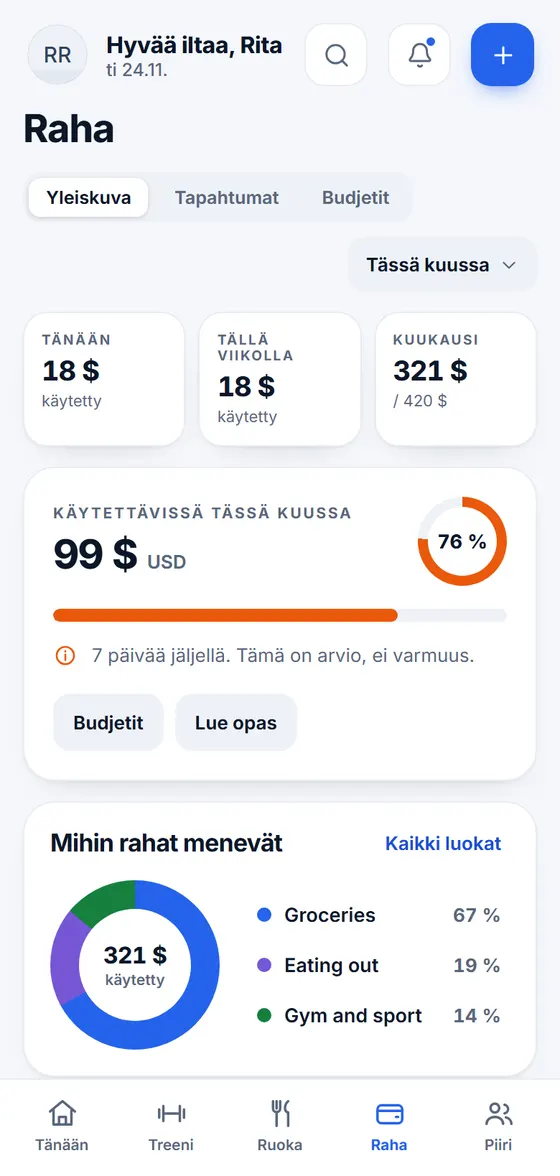 RR
Hyvää iltaa, Rita
ti 24.11.
Raha
Yleiskuva
Tapahtumat
Budjetit
Tässä kuussa
TÄNÄÄN
18 $
käytetty
TÄLLÄ
VIIKOLLA
18 $
käytetty
KUUKAUSI
321 $
/ 420 $
KÄYTETTÄVISSÄ TÄSSÄ KUUSSA
99 $ USD
76 %
7 päivää jäljellä. Tämä on arvio, ei varmuus.
Budjetit
Lue opas
Mihin rahat menevät
Kaikki luokat
321 $
käytetty
Groceries 67 %
Eating out 19 %
Gym and sport 14 %
Tänään
Treeni
Ruoka
Raha
Piiri